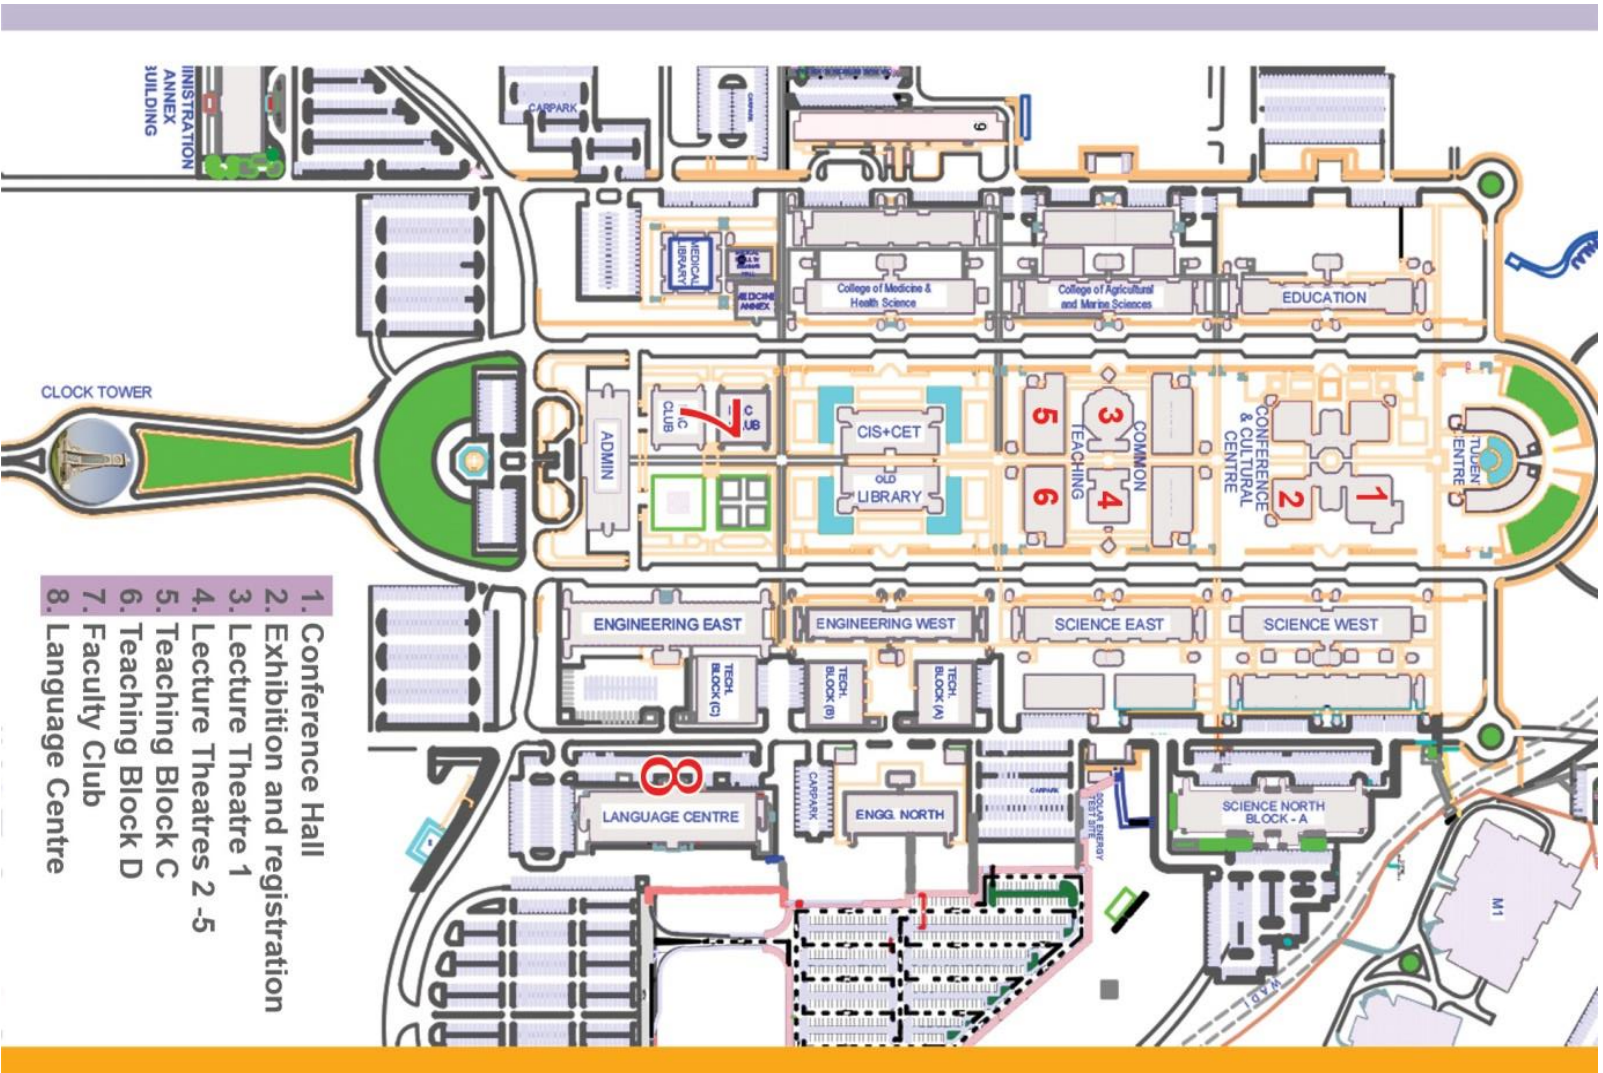 INISTRATION
ANNEX
BUILDING
CARPARK
CARPARK
9
MEDICAL
LIBRARY
MEDICINE
ANNEX
College of Medicine &
Health Science
College of Agricultural
and Marine Sciences
EDUCATION
CLOCK TOWER
ADMIN
CLUB
7
CIS+CET
OLD
LIBRARY
5
3
6
4
COMMON
TEACHING
CONFERENCE
& CULTURAL
CENTRE
2
1
ENGINEERING EAST
ENGINEERING WEST
SCIENCE EAST
SCIENCE WEST
TECH.
BLOCK (C)
TECH.
BLOCK (B)
TECH.
BLOCK (A)
8
LANGUAGE CENTRE
CARPARK
ENGG. NORTH
CARPARK
SOLAR ENERGY
TEST SITE
SCIENCE NORTH
BLOCK - A
M1
WADI
1. Conference Hall
2. Exhibition and registration
3. Lecture Theatre 1
4. Lecture Theatres 2 -5
5. Teaching Block C
6. Teaching Block D
7. Faculty Club
8. Language Centre